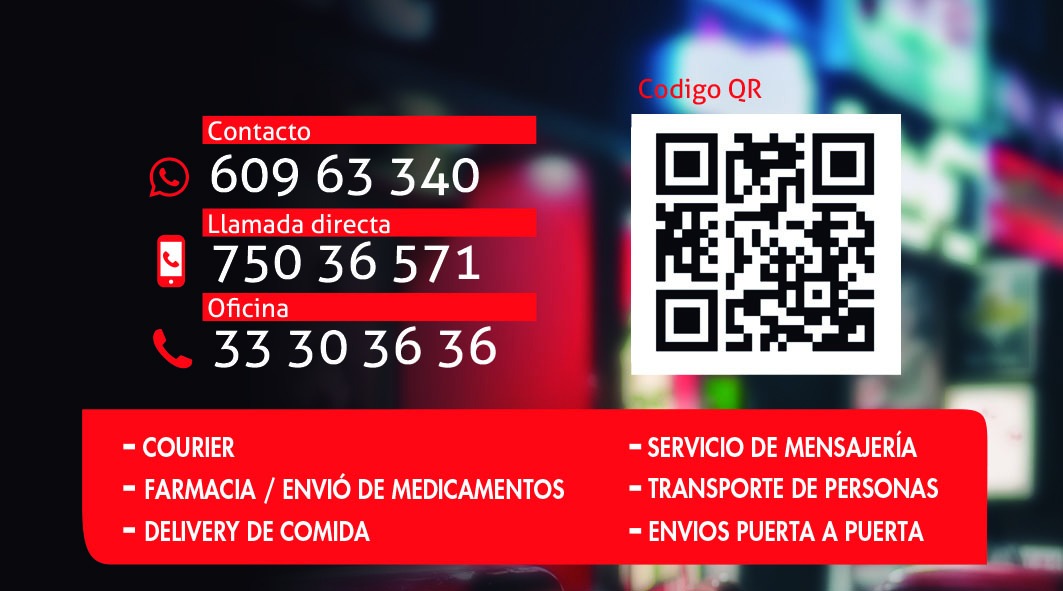 Contacto
609 63 340
Llamada directa
750 36 571
Oficina
33 30 36 36
Codigo QR
- COURIER
- FARMACIA / ENVIÓ DE MEDICAMENTOS
- DELIVERY DE COMIDA
- SERVICIO DE MENSAJERÍA
- TRANSPORTE DE PERSONAS
- ENVIOS PUERTA A PUERTA